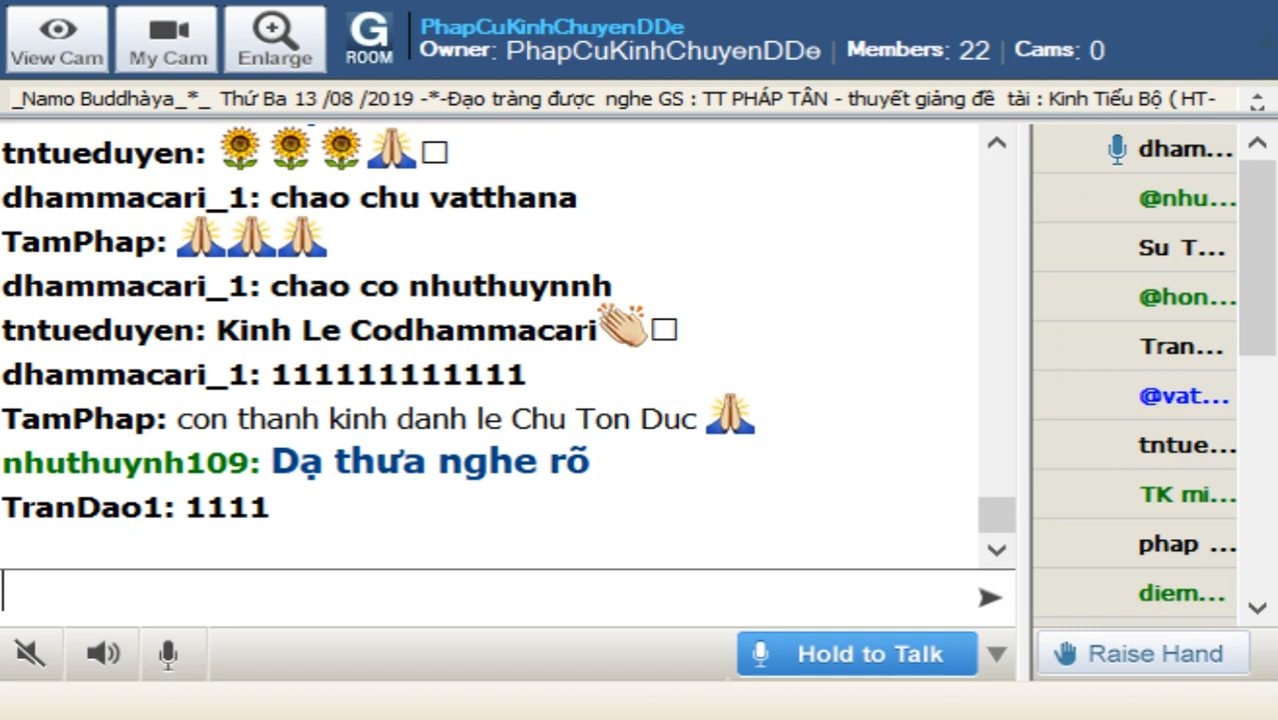 View Cam
My Cam
Enlarge
G
ROOM
PhapCuKinhChuyenDDe
Owner: PhapCuKinhChuyenDDe | Members: 22 | Cams: 0
_Namo Buddhàya_*_ Thứ Ba 13 /08 /2019 -*-Đạo tràng được nghe GS : TT PHÁP TÂN - thuyết giảng đề tài : Kinh Tiểu Bộ ( HT-
tntueduyen: 🌻🌻🌻🙏□
dhammacari_1: chao chu vatthana
TamPhap: 🙏🙏🙏
dhammacari_1: chao co nhuthuynnh
tntueduyen: Kinh Le Codhammacari👏□
dhammacari_1: 111111111111
TamPhap: con thanh kinh danh le Chu Ton Duc 🙏
nhuthuynh109: Dạ thưa nghe rõ
TranDao1: 1111
dham...
@nhu...
Su T...
@hon...
Tran...
@vat...
tntue...
TK mi...
phap ...
diem...
Hold to Talk
Raise Hand